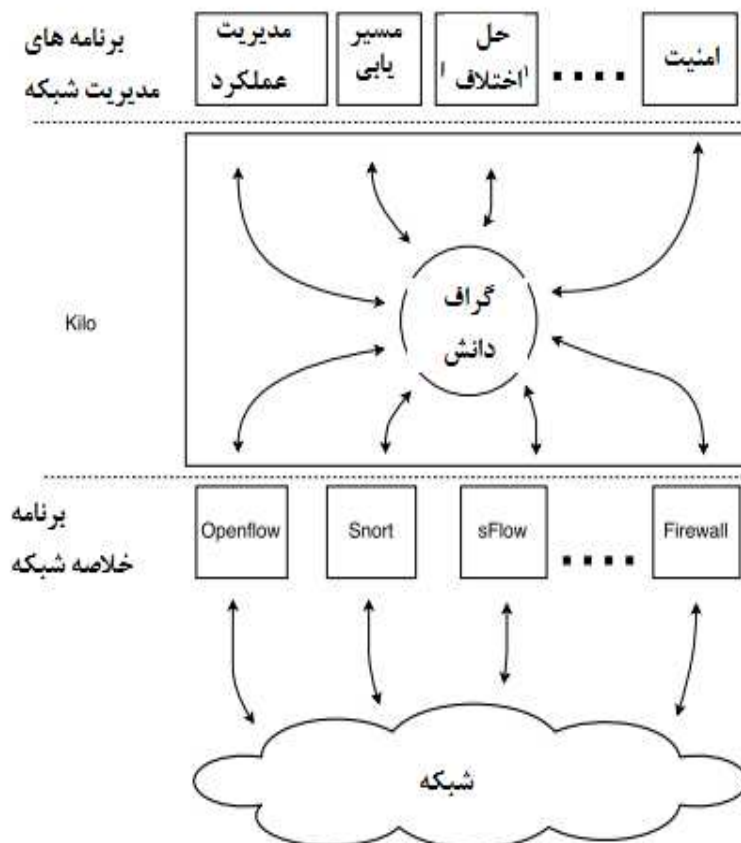 برنامه های
مدیریت شبکه
مدیریت
عملکرد
مسیر
یابی
حل
اختلاف
امنیت
Kilo
گراف
دانش
برنامه
خلاصه شبکه
Openflow
Snort
sFlow
Firewall
شبکه